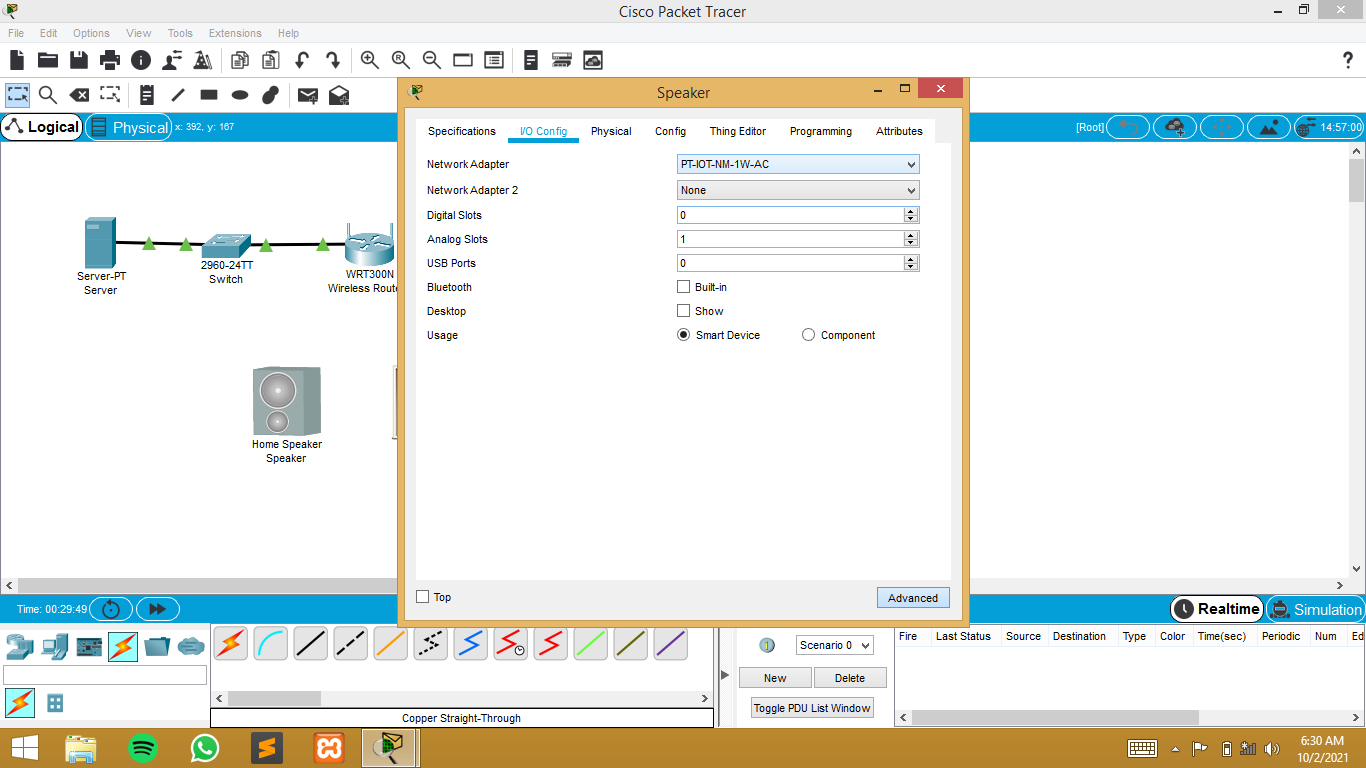 Cisco Packet Tracer
File Edit Options View Tools Extensions Help
?
Speaker
Logical Physical x: 392, y: 167
[Root] 14:57:00
Specifications I/O Config Physical Config Thing Editor Programming Attributes
Network Adapter PT-IOT-NM-1W-AC
Network Adapter 2 None
Digital Slots 0
Analog Slots 1
USB Ports 0
Bluetooth Built-in
Desktop Show
Usage Smart Device Component
Server-PT
Server
2960-24TT
Switch
WRT300N
Wireless Route
Home Speaker
Speaker
Top Advanced
Time: 00:29:49
Realtime Simulation
Scenario 0
New Delete
Toggle PDU List Window
Fire Last Status Source Destination Type Color Time(sec) Periodic Num Ed
Copper Straight-Through
6:30 AM
10/2/2021